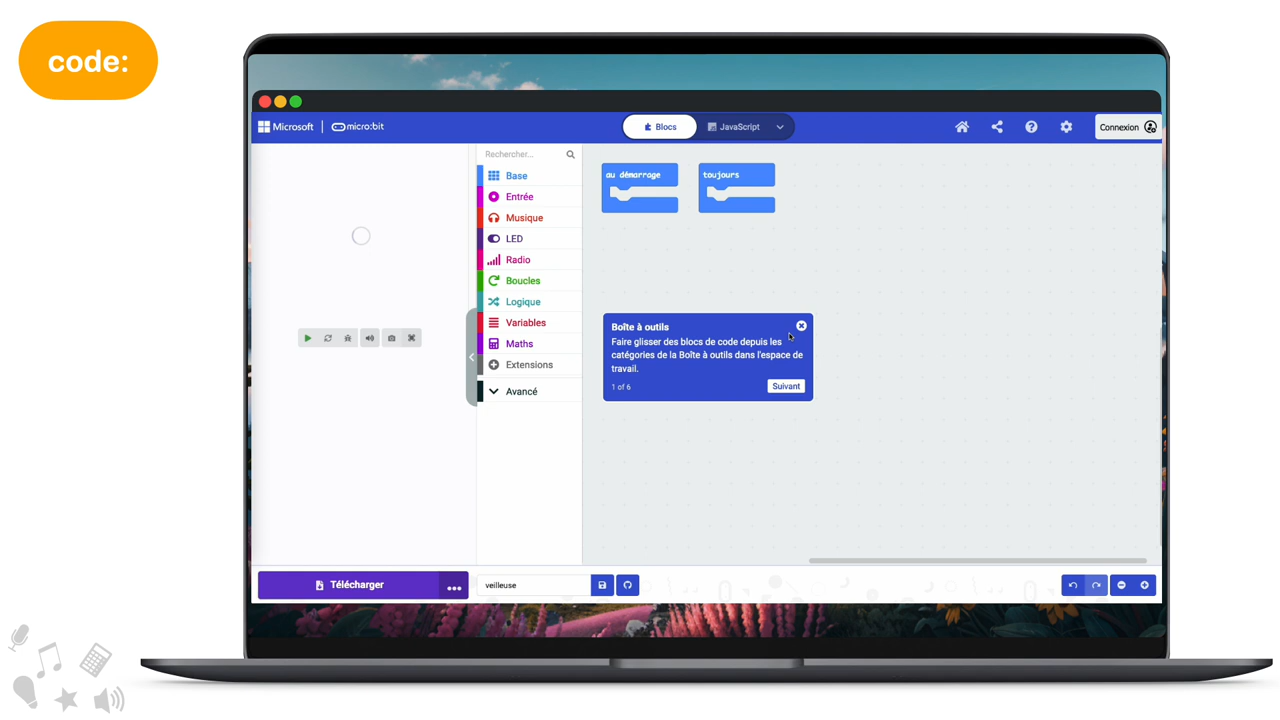 code:
Microsoft | micro:bit
Blocs
JavaScript
Connexion
Rechercher...
Base
Entrée
Musique
LED
Radio
Boucles
Logique
Variables
Maths
Extensions
Avancé
au démarrage
toujours
Boîte à outils
Faire glisser des blocs de code depuis les
catégories de la Boîte à outils dans l'espace de
travail.
1 of 6
Suivant
Télécharger
...
veilleuse